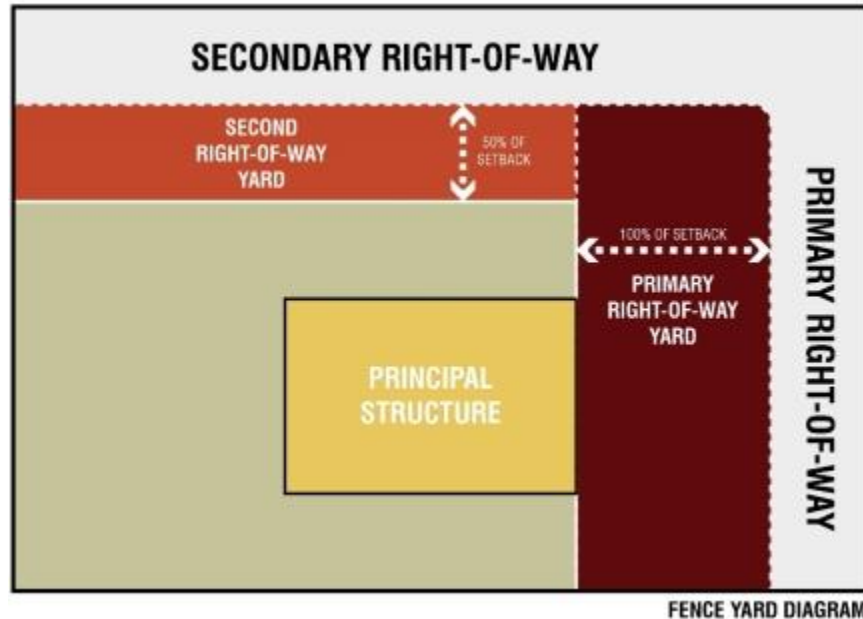 SECONDARY RIGHT-OF-WAY
SECOND
RIGHT-OF-WAY
YARD
50% OF
SETBACK
100% OF SETBACK
PRIMARY
RIGHT-OF-WAY
YARD
PRIMARY RIGHT-OF-WAY
PRINCIPAL
STRUCTURE
FENCE YARD DIAGRAM